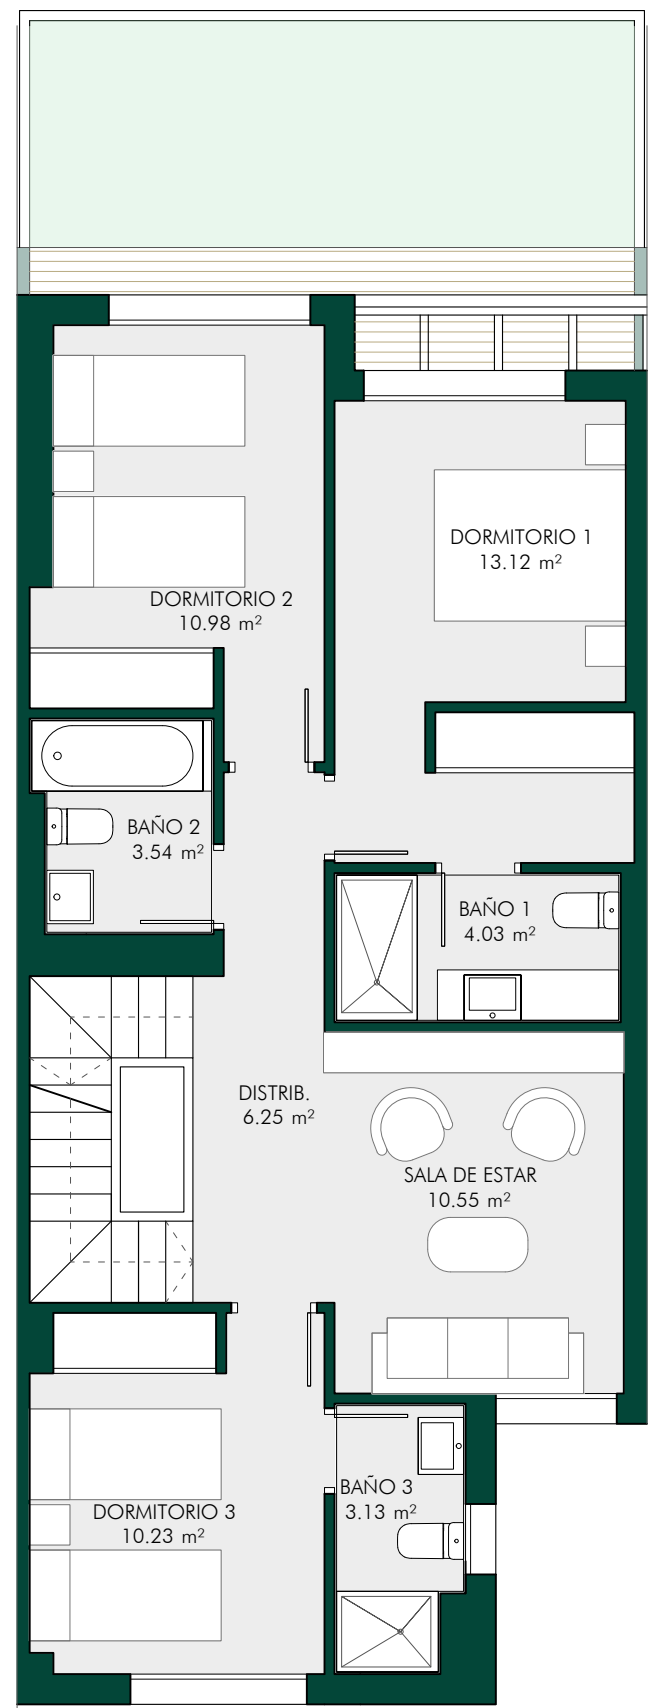 DORMITORIO 1
13.12 m²
DORMITORIO 2
10.98 m²
BAÑO 2
3.54 m²
BAÑO 1
4.03 m²
DISTRIB.
6.25 m²
SALA DE ESTAR
10.55 m²
BAÑO 3
3.13 m²
DORMITORIO 3
10.23 m²